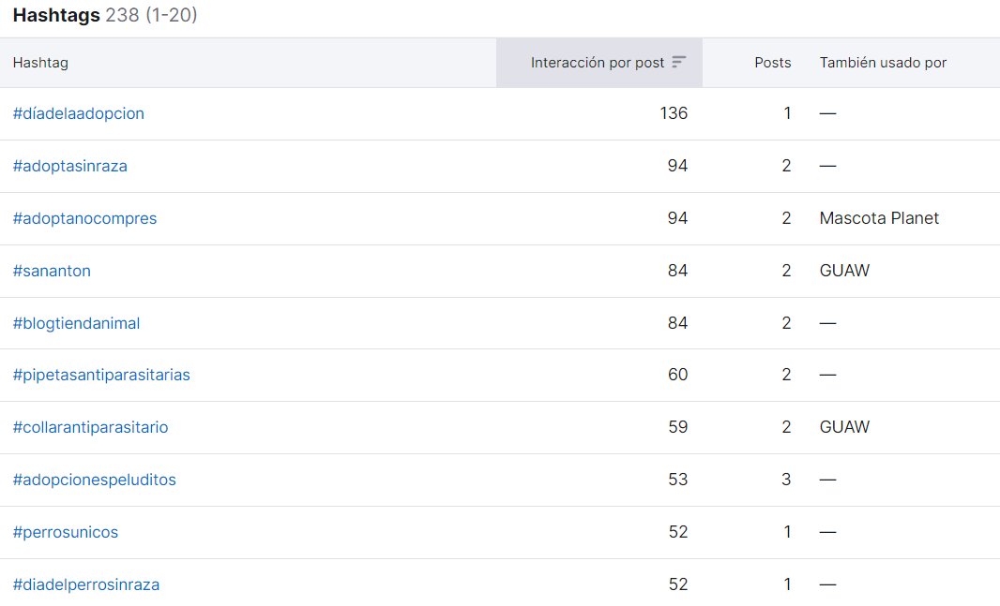 Hashtags 238 (1-20)
Hashtag Interacción por post Posts También usado por
#díadelaadopcion 136 1 —
#adoptasinraza 94 2 —
#adoptanocompres 94 2 Mascota Planet
#sananton 84 2 GUAW
#blogtiendanimal 84 2 —
#pipetasantiparasitarias 60 2 —
#collarantiparasitario 59 2 GUAW
#adopcionespeluditos 53 3 —
#perrosunicos 52 1 —
#diadelperrosinraza 52 1 —